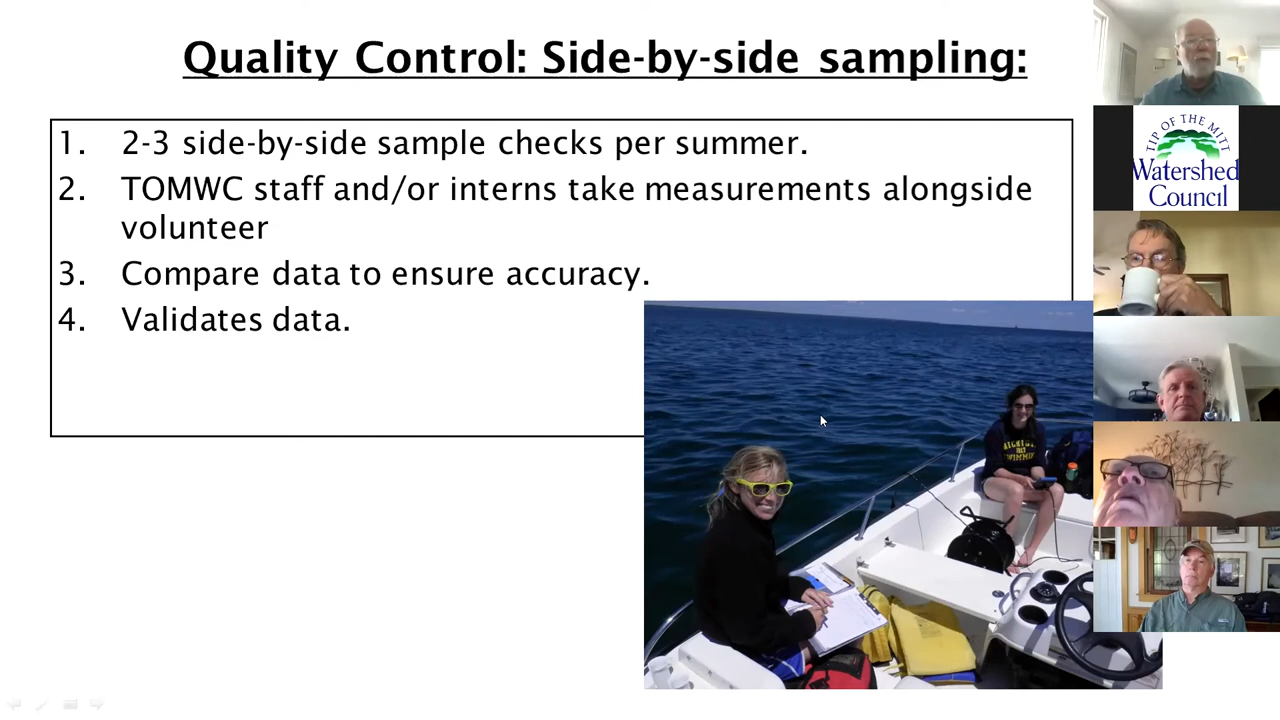 Quality Control: Side-by-side sampling:
1. 2-3 side-by-side sample checks per summer.
2. TOMWC staff and/or interns take measurements alongside
volunteer
3. Compare data to ensure accuracy.
4. Validates data.
TIP OF THE MITT
Watershed
Council